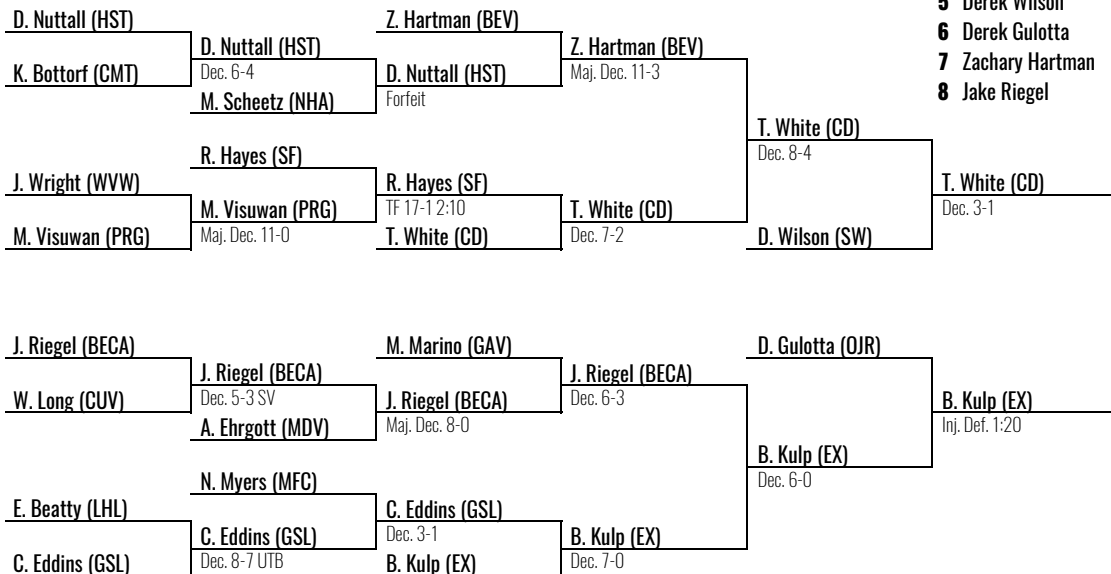 5 Derek Wilson
6 Derek Gulotta
7 Zachary Hartman
8 Jake Riegel
D. Nuttall (HST)
K. Bottorf (CMT)
D. Nuttall (HST)
Dec. 6-4
M. Scheetz (NHA)
Z. Hartman (BEV)
D. Nuttall (HST)
Forfeit
Z. Hartman (BEV)
Maj. Dec. 11-3
J. Wright (WVW)
M. Visuwan (PRG)
R. Hayes (SF)
M. Visuwan (PRG)
Maj. Dec. 11-0
R. Hayes (SF)
TF 17-1 2:10
T. White (CD)
T. White (CD)
Dec. 7-2
T. White (CD)
Dec. 8-4
D. Wilson (SW)
T. White (CD)
Dec. 3-1
J. Riegel (BECA)
W. Long (CUV)
J. Riegel (BECA)
Dec. 5-3 SV
A. Ehrgott (MDV)
M. Marino (GAV)
J. Riegel (BECA)
Maj. Dec. 8-0
J. Riegel (BECA)
Dec. 6-3
E. Beatty (LHL)
C. Eddins (GSL)
N. Myers (MFC)
C. Eddins (GSL)
Dec. 8-7 UTB
C. Eddins (GSL)
Dec. 3-1
B. Kulp (EX)
B. Kulp (EX)
Dec. 7-0
D. Gulotta (OJR)
B. Kulp (EX)
Dec. 6-0
B. Kulp (EX)
Inj. Def. 1:20